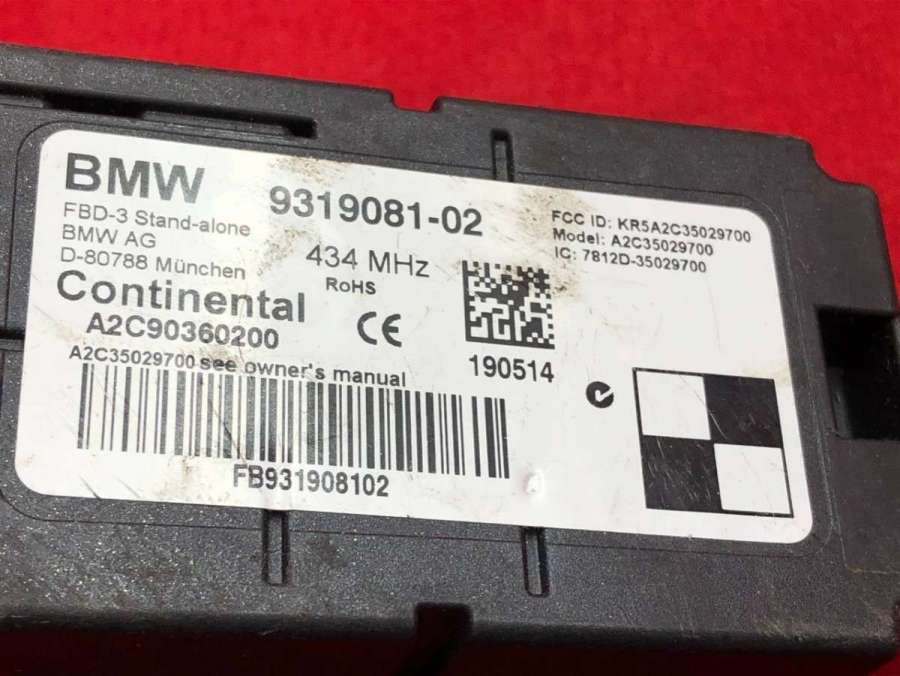 BMW 9319081-02
FBD-3 Stand-alone
BMW AG
D-80788 München
434 MHz
RoHS
Continental
A2C90360200
CE
A2C35029700 see owner's manual
FB931908102
190514
FCC ID: KR5A2C35029700
Model: A2C35029700
IC: 7812D-35029700